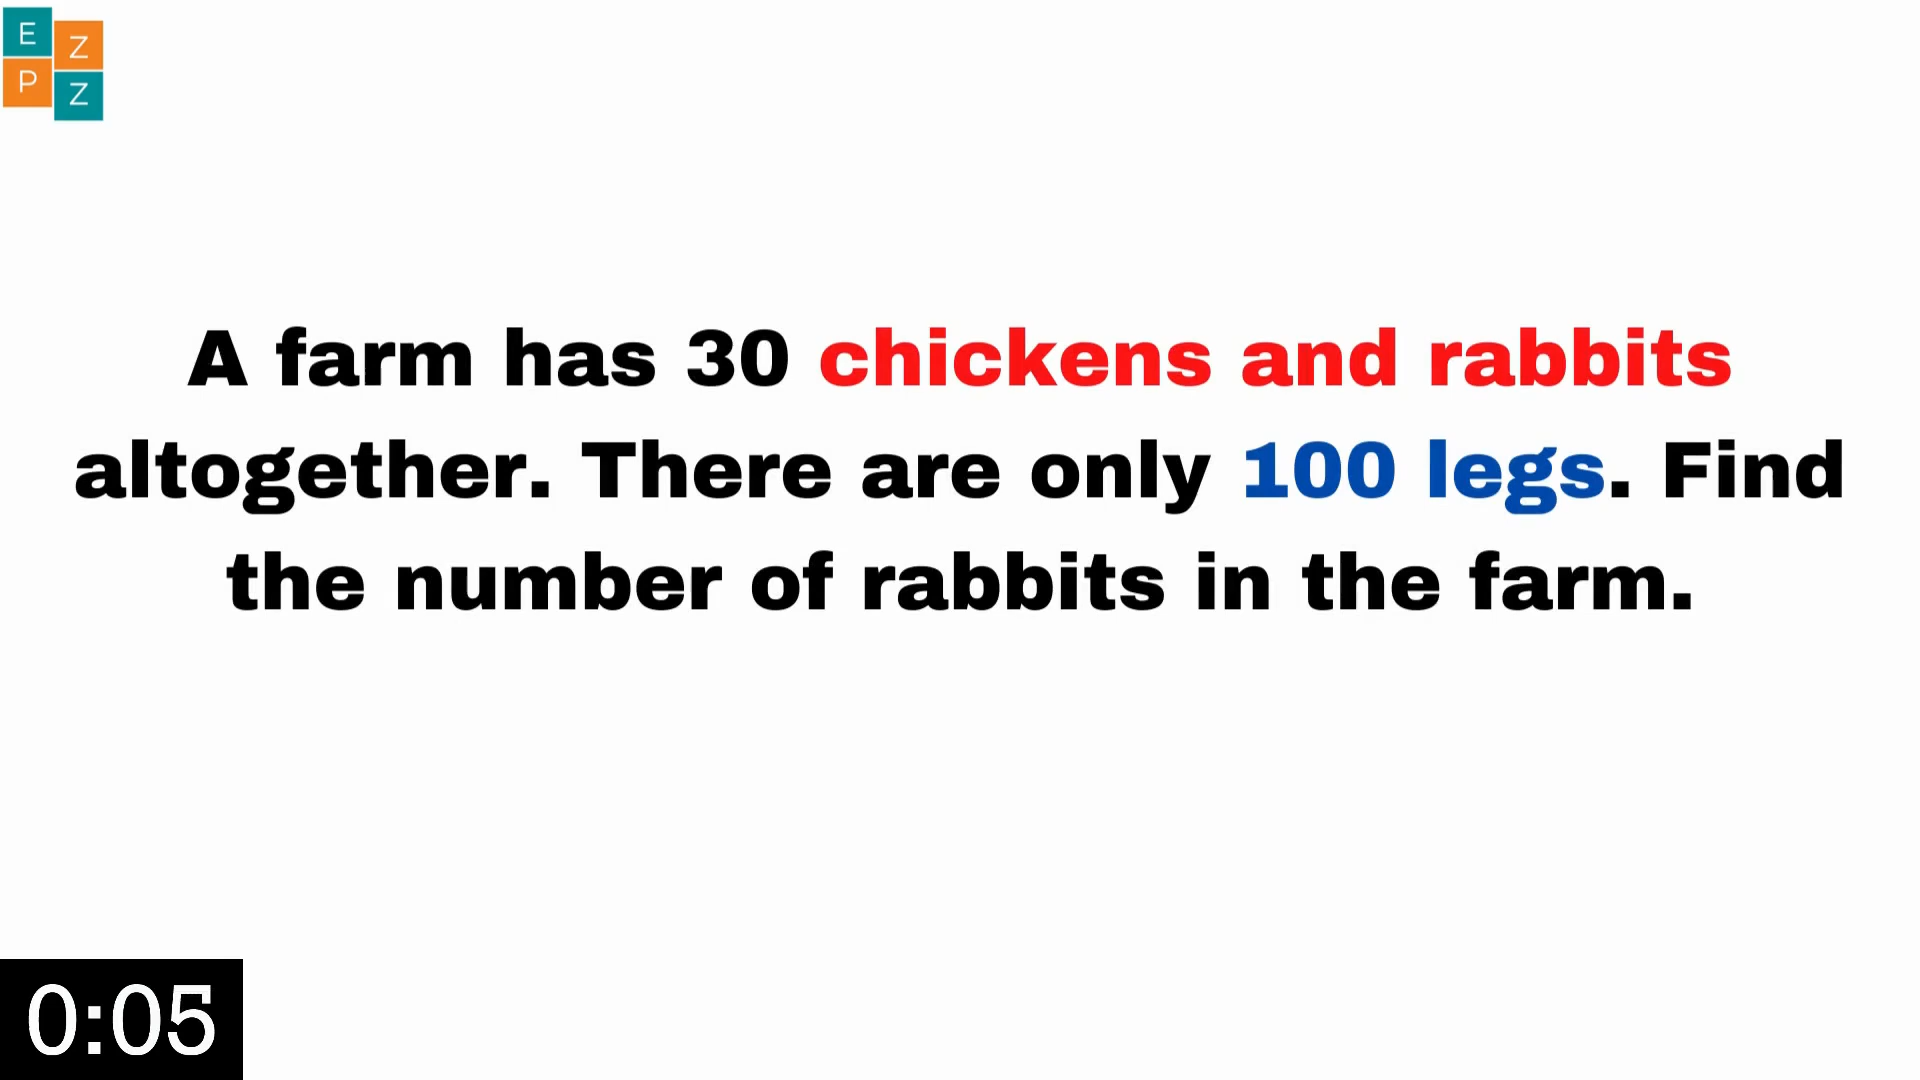 E Z
P Z
A farm has 30 chickens and rabbits
altogether. There are only 100 legs. Find
the number of rabbits in the farm.
0:05